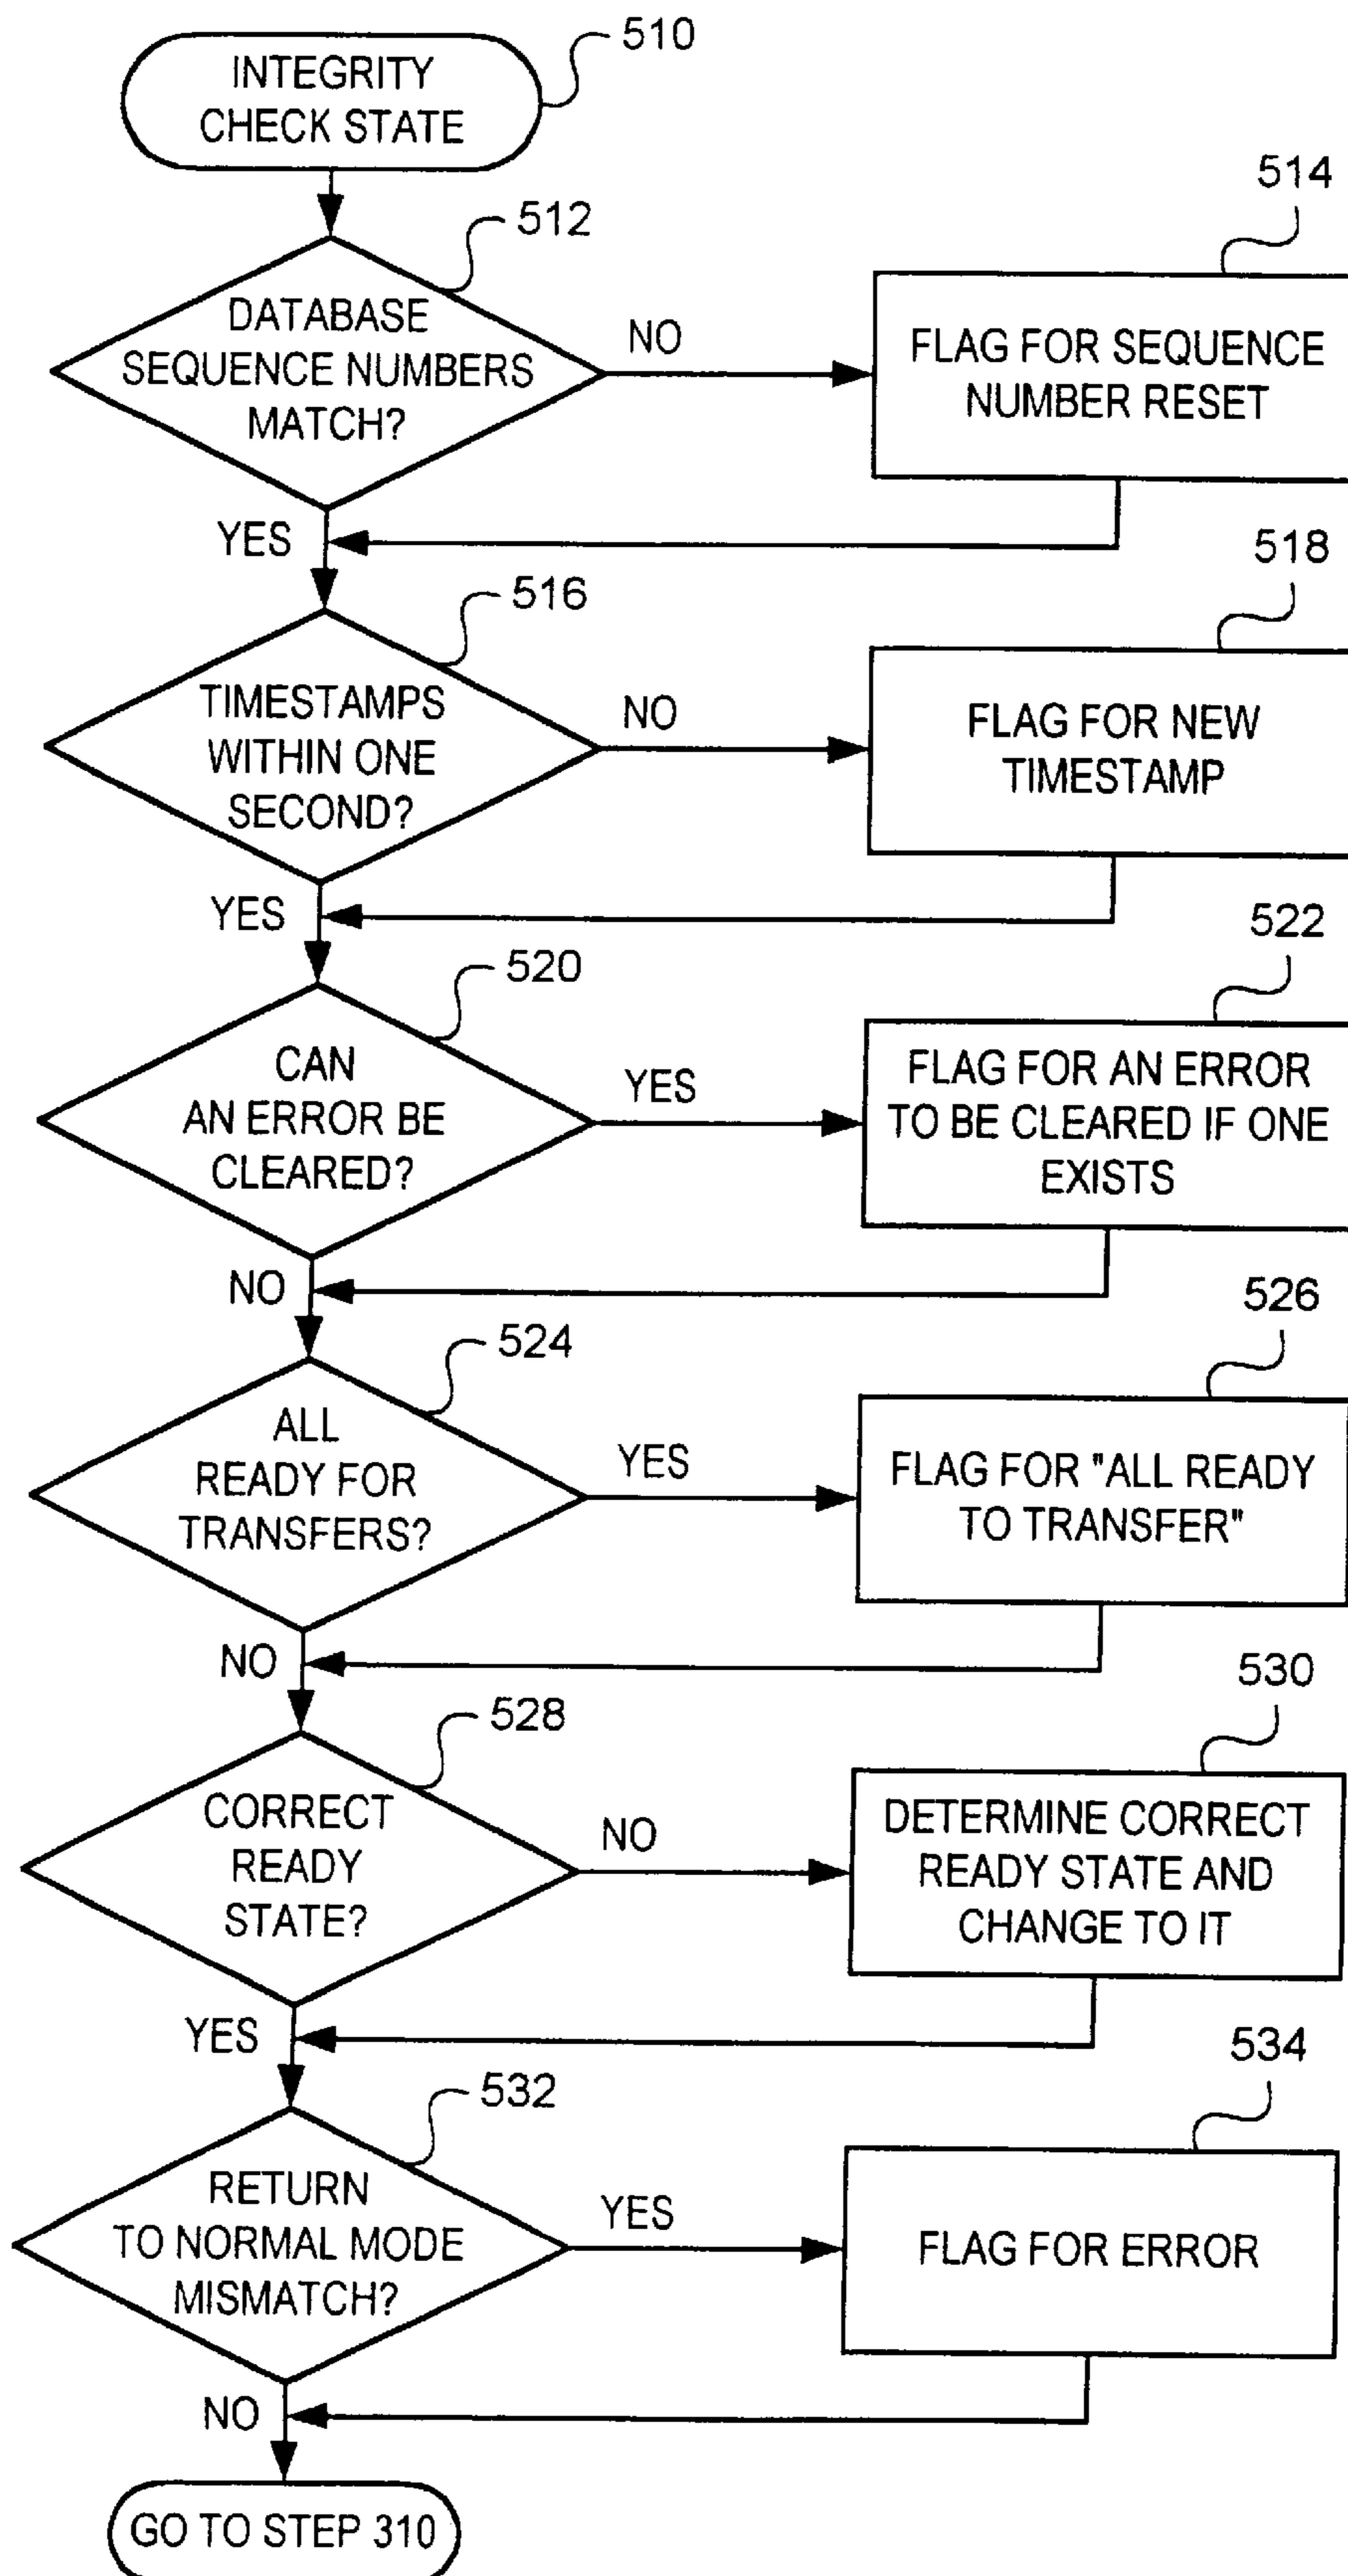 510
INTEGRITY
CHECK STATE
512
514
DATABASE
SEQUENCE NUMBERS
MATCH?
NO
FLAG FOR SEQUENCE
NUMBER RESET
YES
516
518
TIMESTAMPS
WITHIN ONE
SECOND?
NO
FLAG FOR NEW
TIMESTAMP
YES
520
522
CAN
AN ERROR BE
CLEARED?
YES
FLAG FOR AN ERROR
TO BE CLEARED IF ONE
EXISTS
NO
524
526
ALL
READY FOR
TRANSFERS?
YES
FLAG FOR "ALL READY
TO TRANSFER"
NO
528
530
CORRECT
READY
STATE?
NO
DETERMINE CORRECT
READY STATE AND
CHANGE TO IT
YES
532
534
RETURN
TO NORMAL MODE
MISMATCH?
YES
FLAG FOR ERROR
NO
GO TO STEP 310